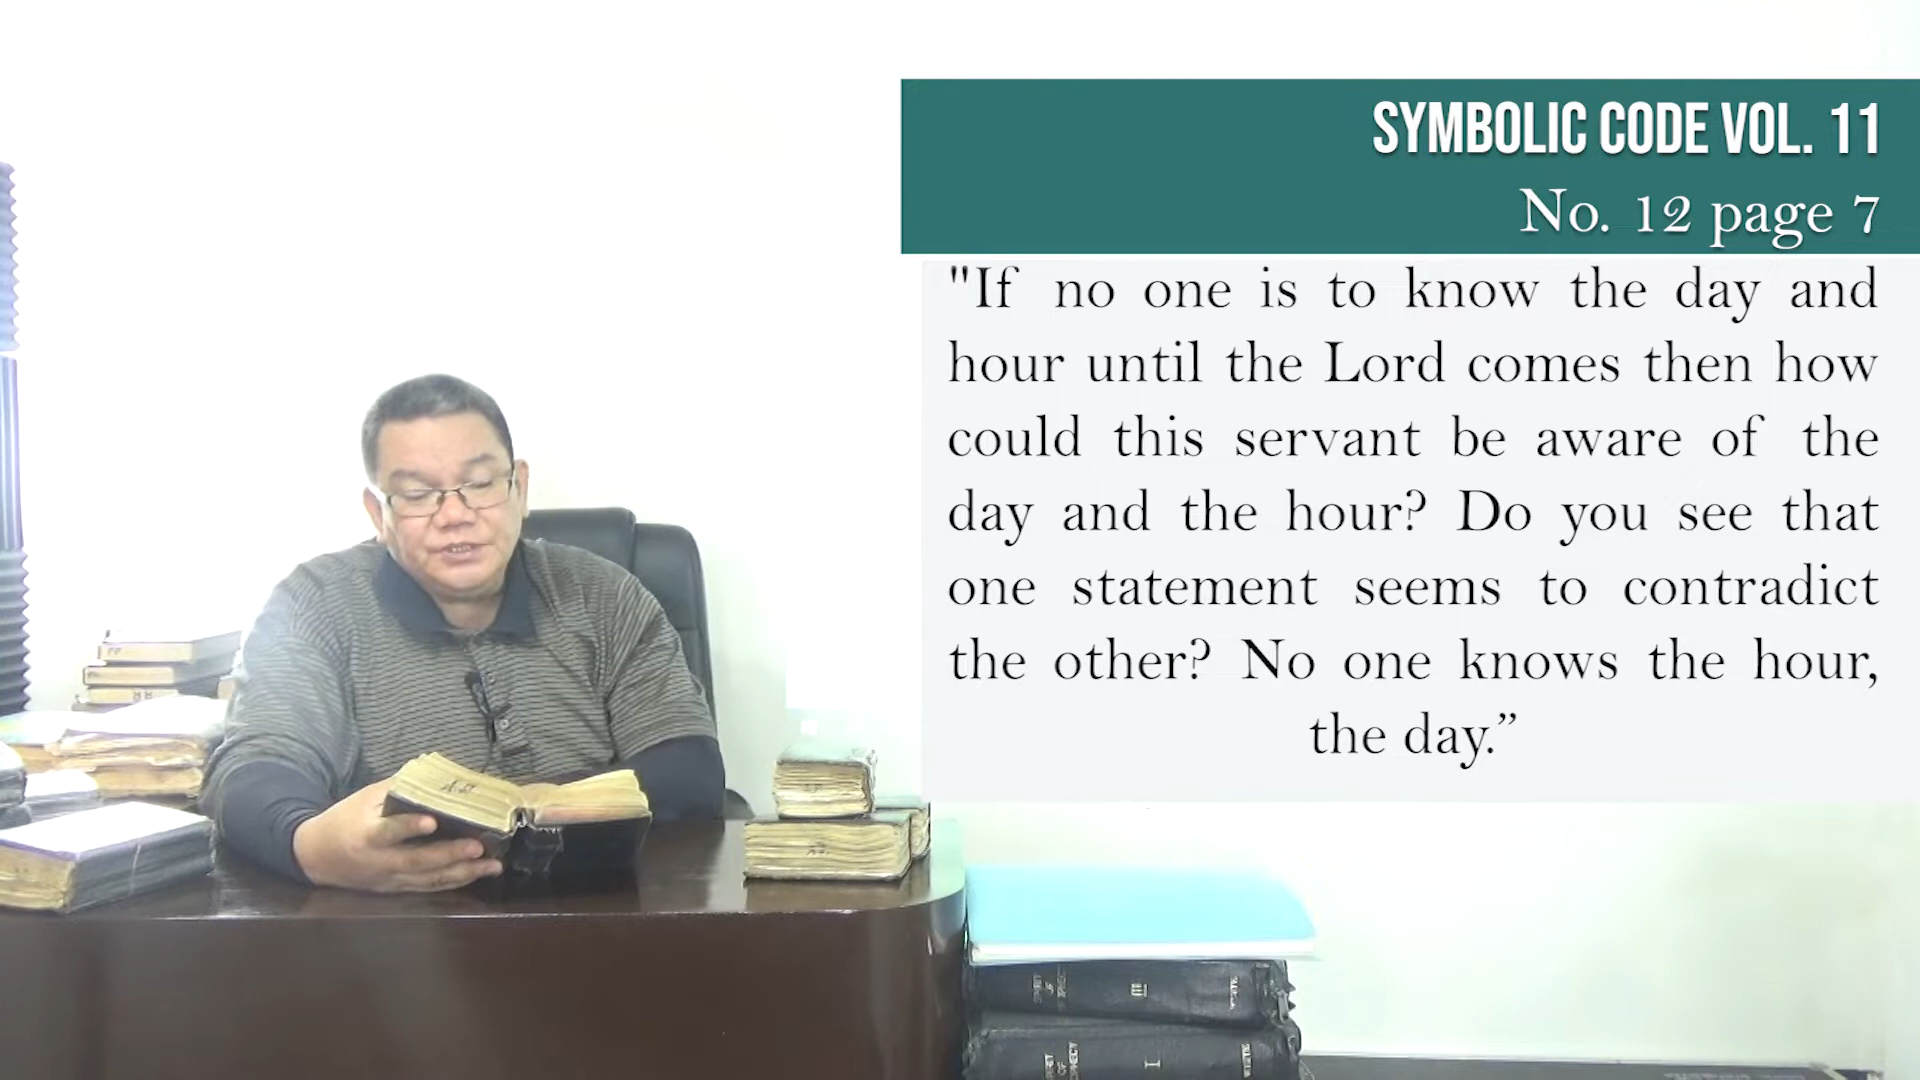 SYMBOLIC CODE VOL. 11
No. 12 page 7
"If no one is to know the day and
hour until the Lord comes then how
could this servant be aware of the
day and the hour? Do you see that
one statement seems to contradict
the other? No one knows the hour,
the day.”
III
I
WHITE